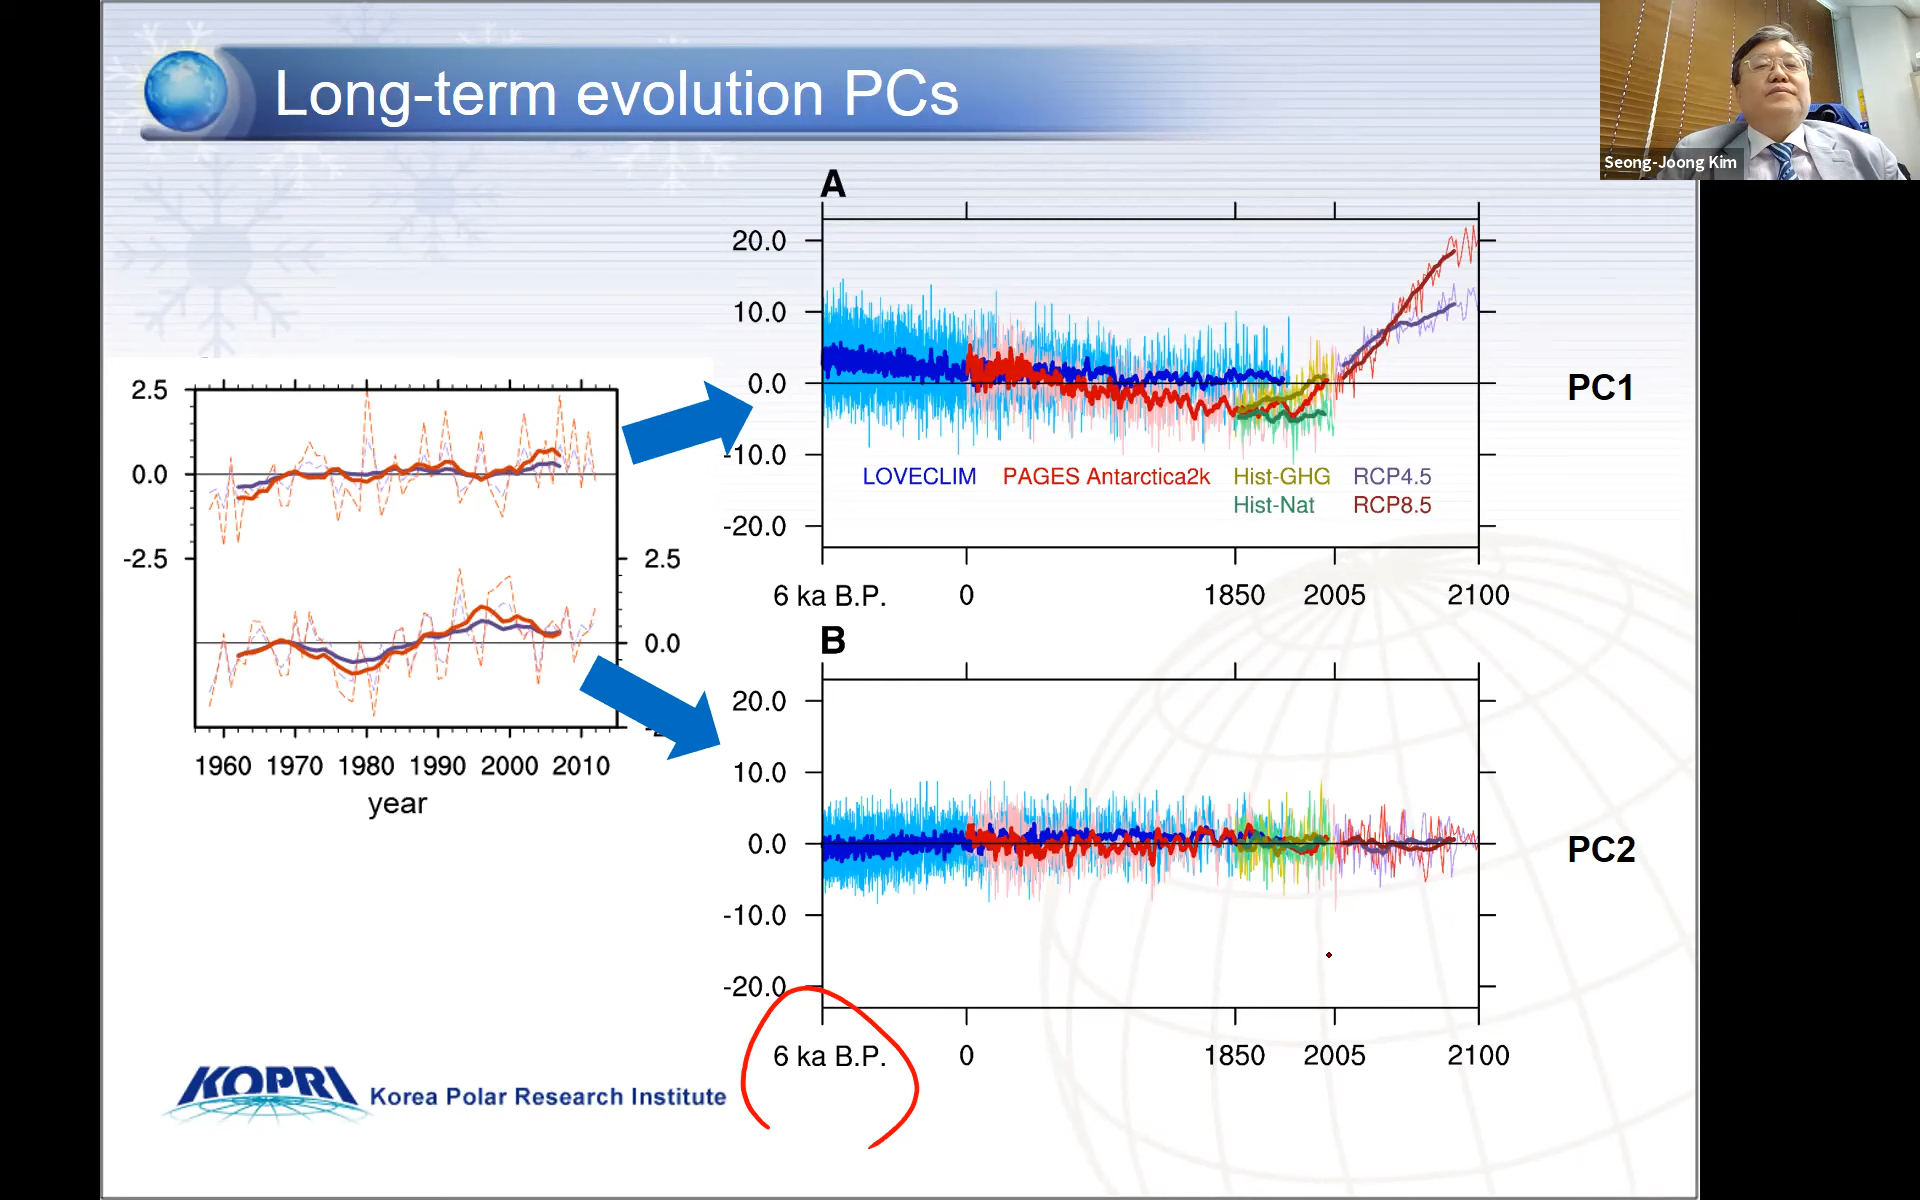 Long-term evolution PCs
Seong-Joong Kim
2.5
0.0
-2.5
2.5
0.0
1960 1970 1980 1990 2000 2010
year
A
20.0
10.0
0.0
-10.0
-20.0
LOVECLIM PAGES Antarctica2k Hist-GHG RCP4.5
Hist-Nat RCP8.5
6 ka B.P. 0 1850 2005 2100
PC1
B
20.0
10.0
0.0
-10.0
-20.0
6 ka B.P. 0 1850 2005 2100
PC2
KOPRI Korea Polar Research Institute